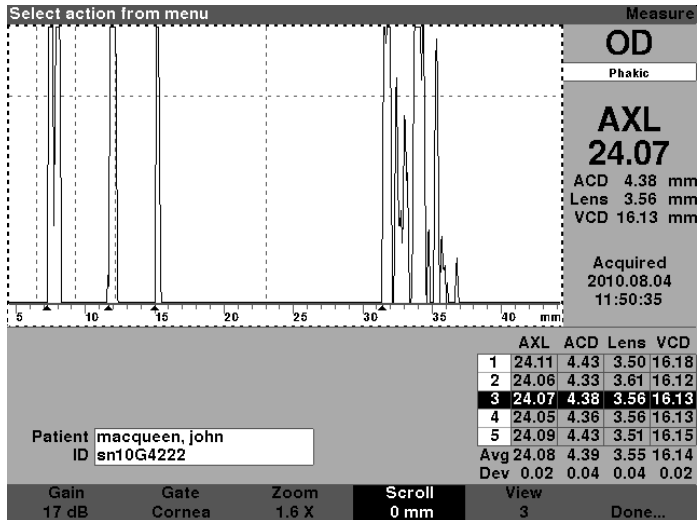 Select action from menu
Measure
OD
Phakic
AXL
24.07
ACD 4.38 mm
Lens 3.56 mm
VCD 16.13 mm
Acquired
2010.08.04
11:50:35
5 10 15 20 25 30 35 40 mm
AXL ACD Lens VCD
1 24.11 4.43 3.50 16.18
2 24.06 4.33 3.61 16.12
3 24.07 4.38 3.56 16.13
4 24.05 4.36 3.56 16.13
5 24.09 4.43 3.51 16.15
Avg 24.08 4.39 3.55 16.14
Dev 0.02 0.04 0.04 0.02
Patient macqueen, john
ID sn10G4222
Gain Gate Zoom Scroll View
17 dB Cornea 1.6 X 0 mm 3 Done...